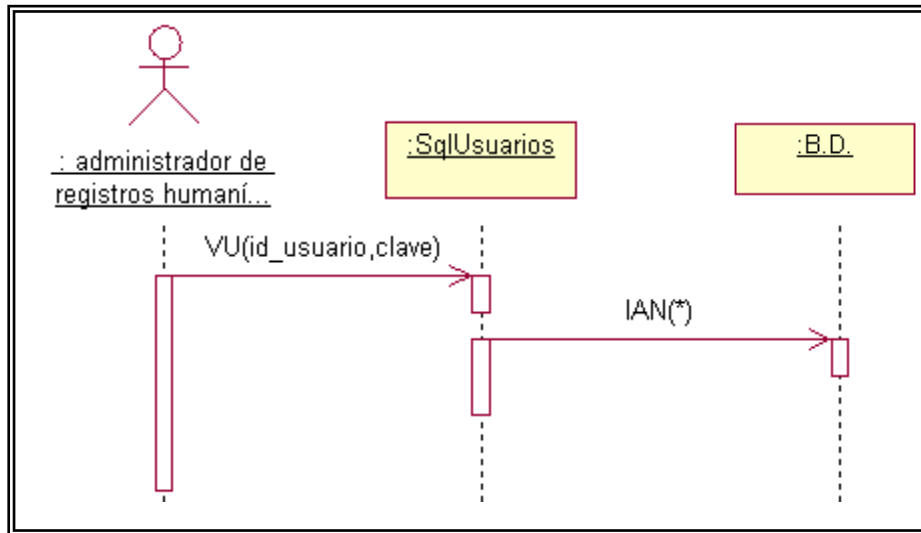 : administrador de
registros humaní...
:SqlUsuarios
:B.D.
VU(id_usuario,clave)
IAN(*)